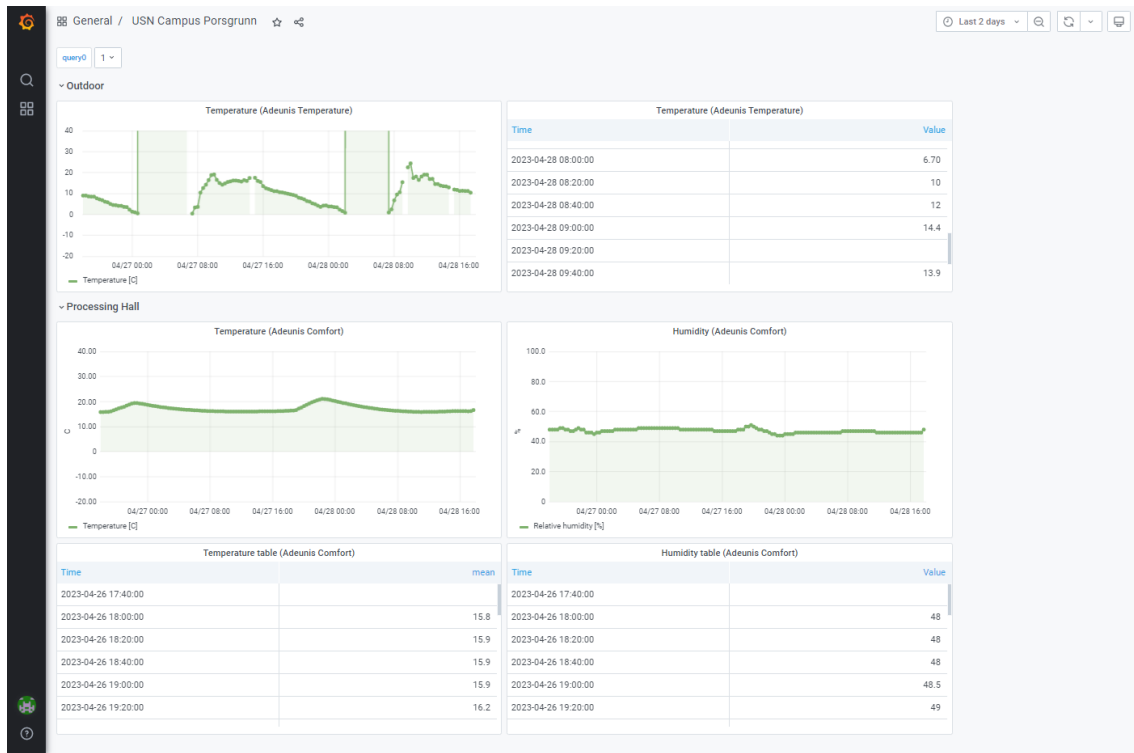 General / USN Campus Porsgrunn
Last 2 days
query0 1
Outdoor
Temperature (Adeunis Temperature)
40
30
20
10
0
-10
-20
04/27 00:00 04/27 08:00 04/27 16:00 04/28 00:00 04/28 08:00 04/28 16:00
Temperature [C]
Temperature (Adeunis Temperature)
Time Value
2023-04-28 08:00:00 6.70
2023-04-28 08:20:00 10
2023-04-28 08:40:00 12
2023-04-28 09:00:00 14.4
2023-04-28 09:20:00
2023-04-28 09:40:00 13.9
Processing Hall
Temperature (Adeunis Comfort)
40.00
30.00
20.00
10.00
0
-10.00
-20.00
C
04/27 00:00 04/27 08:00 04/27 16:00 04/28 00:00 04/28 08:00 04/28 16:00
Temperature [C]
Humidity (Adeunis Comfort)
100.0
80.0
60.0
40.0
20.0
0
%
04/27 00:00 04/27 08:00 04/27 16:00 04/28 00:00 04/28 08:00 04/28 16:00
Relative humidity [%]
Temperature table (Adeunis Comfort)
Time mean
2023-04-26 17:40:00
2023-04-26 18:00:00 15.8
2023-04-26 18:20:00 15.9
2023-04-26 18:40:00 15.9
2023-04-26 19:00:00 15.9
2023-04-26 19:20:00 16.2
Humidity table (Adeunis Comfort)
Time Value
2023-04-26 17:40:00
2023-04-26 18:00:00 48
2023-04-26 18:20:00 48
2023-04-26 18:40:00 48
2023-04-26 19:00:00 48.5
2023-04-26 19:20:00 49